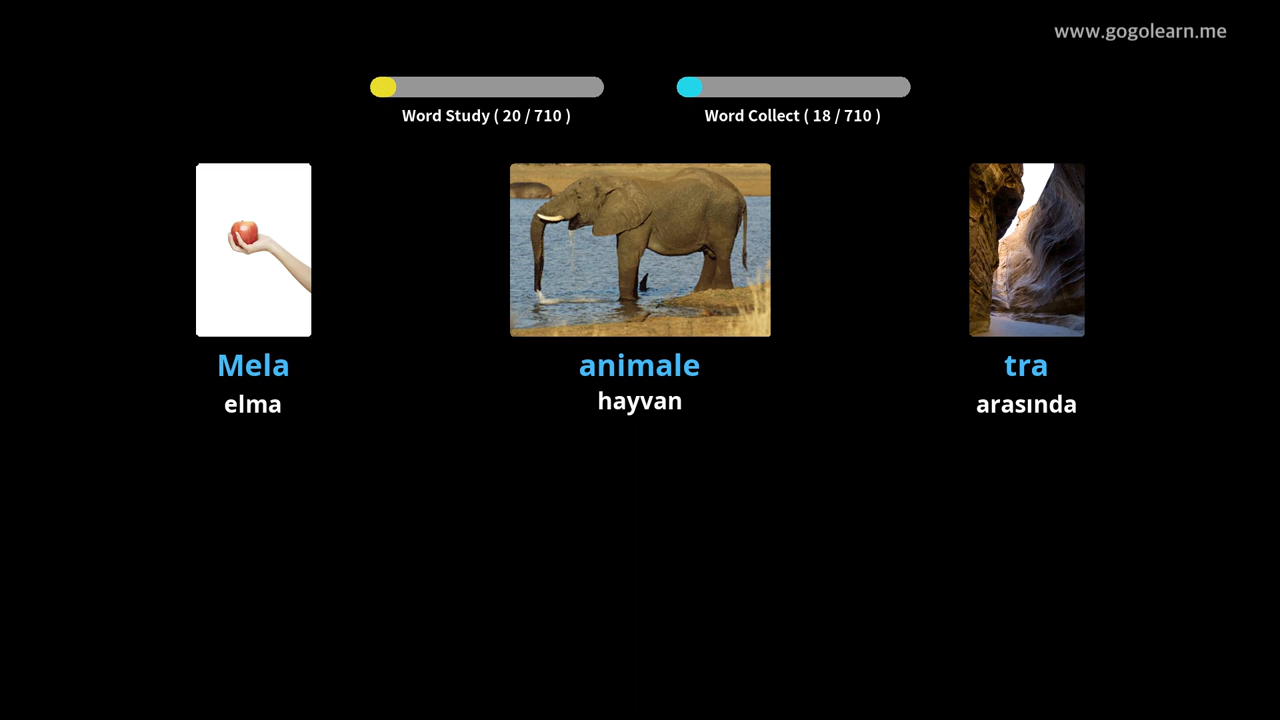 www.gogolearn.me
Word Study ( 20 / 710 )
Word Collect ( 18 / 710 )
Mela
elma
animale
hayvan
tra
arasında